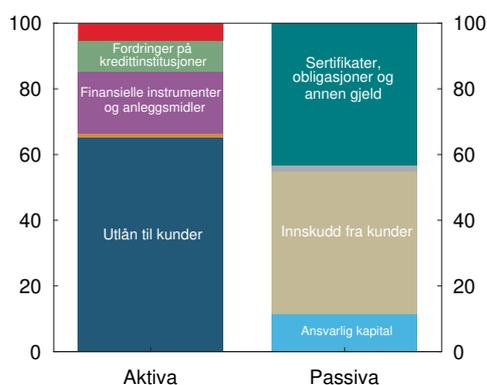 100
100
Fordringer på
kredittinstitusjoner
Sertifikater,
obligasjoner og
annen gjeld
80
80
Finansielle instrumenter
og anleggsmidler
60
60
40
40
Utlån til kunder
Innskudd fra kunder
20
20
Ansvarlig kapital
0
0
Aktiva
Passiva